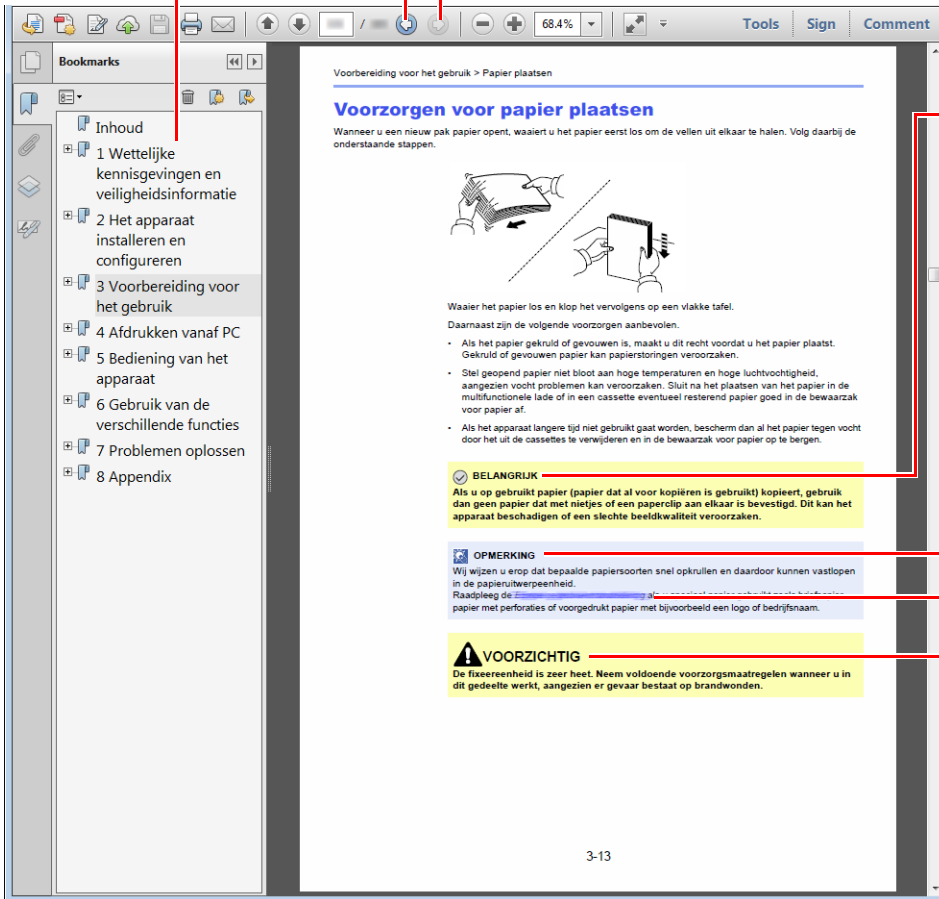 /
68.4%
Tools
Sign
Comment
Bookmarks
Inhoud
1 Wettelijke
kennisgevingen en
veiligheidsinformatie
2 Het apparaat
installeren en
configureren
3 Voorbereiding voor
het gebruik
4 Afdrukken vanaf PC
5 Bediening van het
apparaat
6 Gebruik van de
verschillende functies
7 Problemen oplossen
8 Appendix
Voorbereiding voor het gebruik > Papier plaatsen
Voorzorgen voor papier plaatsen
Wanneer u een nieuw pak papier opent, waaiert u het papier eerst los om de vellen uit elkaar te halen. Volg daarbij de
onderstaande stappen.
Waaier het papier los en klop het vervolgens op een vlakke tafel.
Daarnaast zijn de volgende voorzorgen aanbevolen.
• Als het papier gekruld of gevouwen is, maakt u dit recht voordat u het papier plaatst.
Gekruld of gevouwen papier kan papierstoringen veroorzaken.
• Stel geopend papier niet bloot aan hoge temperaturen en hoge luchtvochtigheid,
aangezien vocht problemen kan veroorzaken. Sluit na het plaatsen van het papier in de
multifunctionele lade of in een cassette eventueel resterend papier goed in de bewaarzak
voor papier af.
• Als het apparaat langere tijd niet gebruikt gaat worden, bescherm dan al het papier tegen vocht
door het uit de cassettes te verwijderen en in de bewaarzak voor papier op te bergen.
BELANGRIJK
Als u op gebruikt papier (papier dat al voor kopiëren is gebruikt) kopieert, gebruik
dan geen papier dat met nietjes of een paperclip aan elkaar is bevestigd. Dit kan het
apparaat beschadigen of een slechte beeldkwaliteit veroorzaken.
OPMERKING
Wij wijzen u erop dat bepaalde papiersoorten snel opkrullen en daardoor kunnen vastlopen
in de papieruitwerpeenheid.
Raadpleeg de als u speciaal papier gebruikt zoals briefpapier,
papier met perforaties of voorgedrukt papier met bijvoorbeeld een logo of bedrijfsnaam.
VOORZICHTIG
De fixeereenheid is zeer heet. Neem voldoende voorzorgsmaatregelen wanneer u in
dit gedeelte werkt, aangezien er gevaar bestaat op brandwonden.
3-13